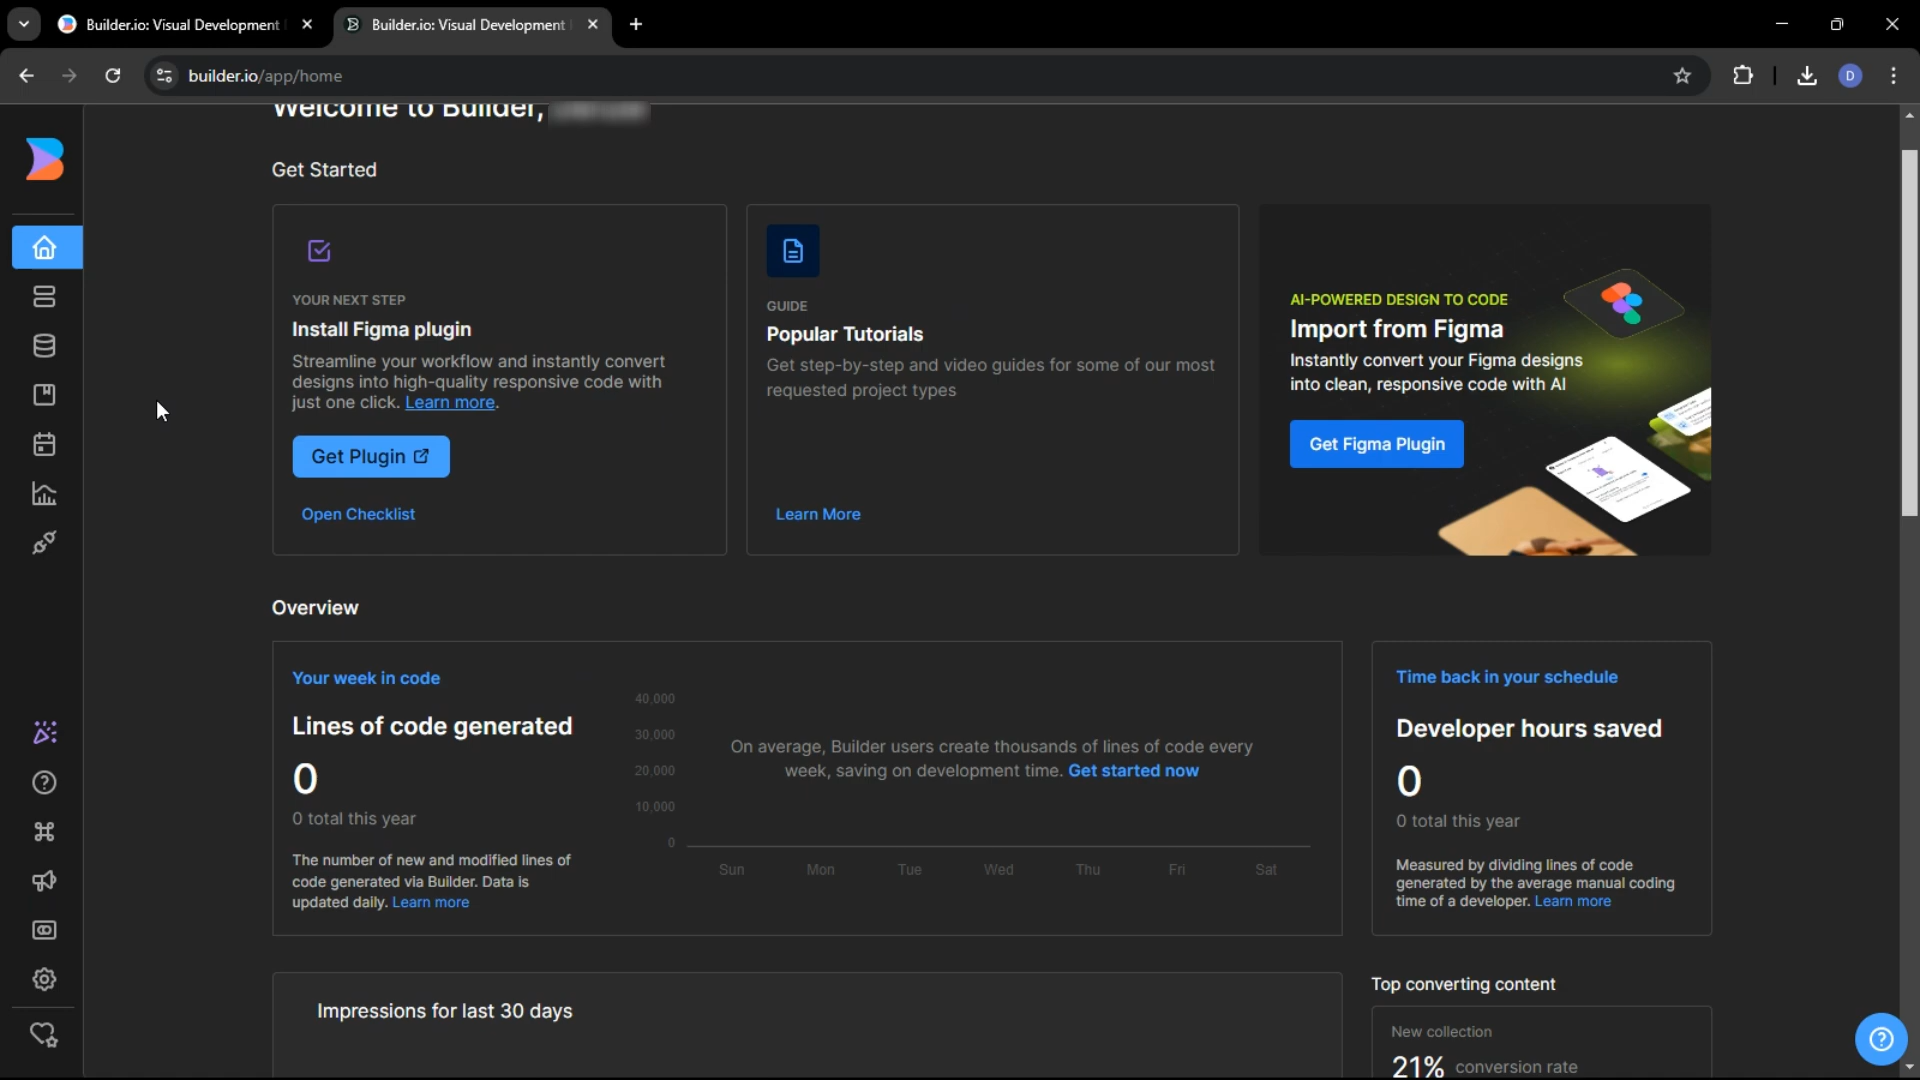 Builder.io: Visual Development
Builder.io: Visual Development
builder.io/app/home
D
Welcome to Builder,
Get Started
YOUR NEXT STEP
Install Figma plugin
Streamline your workflow and instantly convert
designs into high-quality responsive code with
just one click. Learn more.
Get Plugin
Open Checklist
GUIDE
Popular Tutorials
Get step-by-step and video guides for some of our most
requested project types
Learn More
AI-POWERED DESIGN TO CODE
Import from Figma
Instantly convert your Figma designs
into clean, responsive code with AI
Get Figma Plugin
Overview
Your week in code
Lines of code generated
0
0 total this year
The number of new and modified lines of
code generated via Builder. Data is
updated daily. Learn more
40,000
30,000
20,000
10,000
0
On average, Builder users create thousands of lines of code every
week, saving on development time. Get started now
Sun Mon Tue Wed Thu Fri Sat
Time back in your schedule
Developer hours saved
0
0 total this year
Measured by dividing lines of code
generated by the average manual coding
time of a developer. Learn more
Impressions for last 30 days
Top converting content
New collection
21% conversion rate